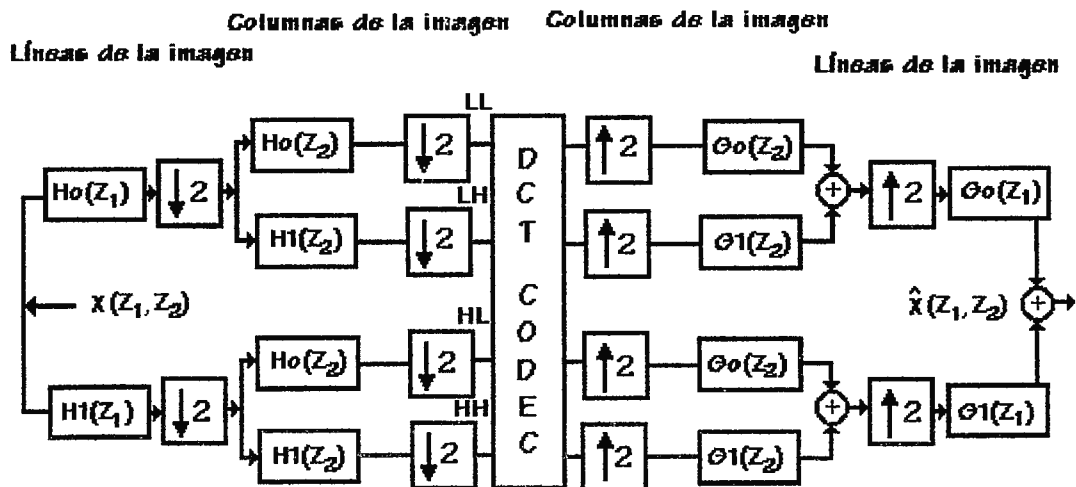 Columnas de la imagen
Columnas de la imagen
Líneas de la imagen
Líneas de la imagen
LL
Ho(Z₂)
↓2
↑2
Go(Z₂)
Ho(Z₁)
↓2
LH
+
↑2
Go(Z₁)
H1(Z₂)
↓2
↑2
G1(Z₂)
X(Z₁,Z₂)
DCT CODEC
X̂(Z₁,Z₂)
+
HL
Ho(Z₂)
↓2
↑2
Go(Z₂)
H1(Z₁)
↓2
HH
+
↑2
G1(Z₁)
H1(Z₂)
↓2
↑2
G1(Z₂)